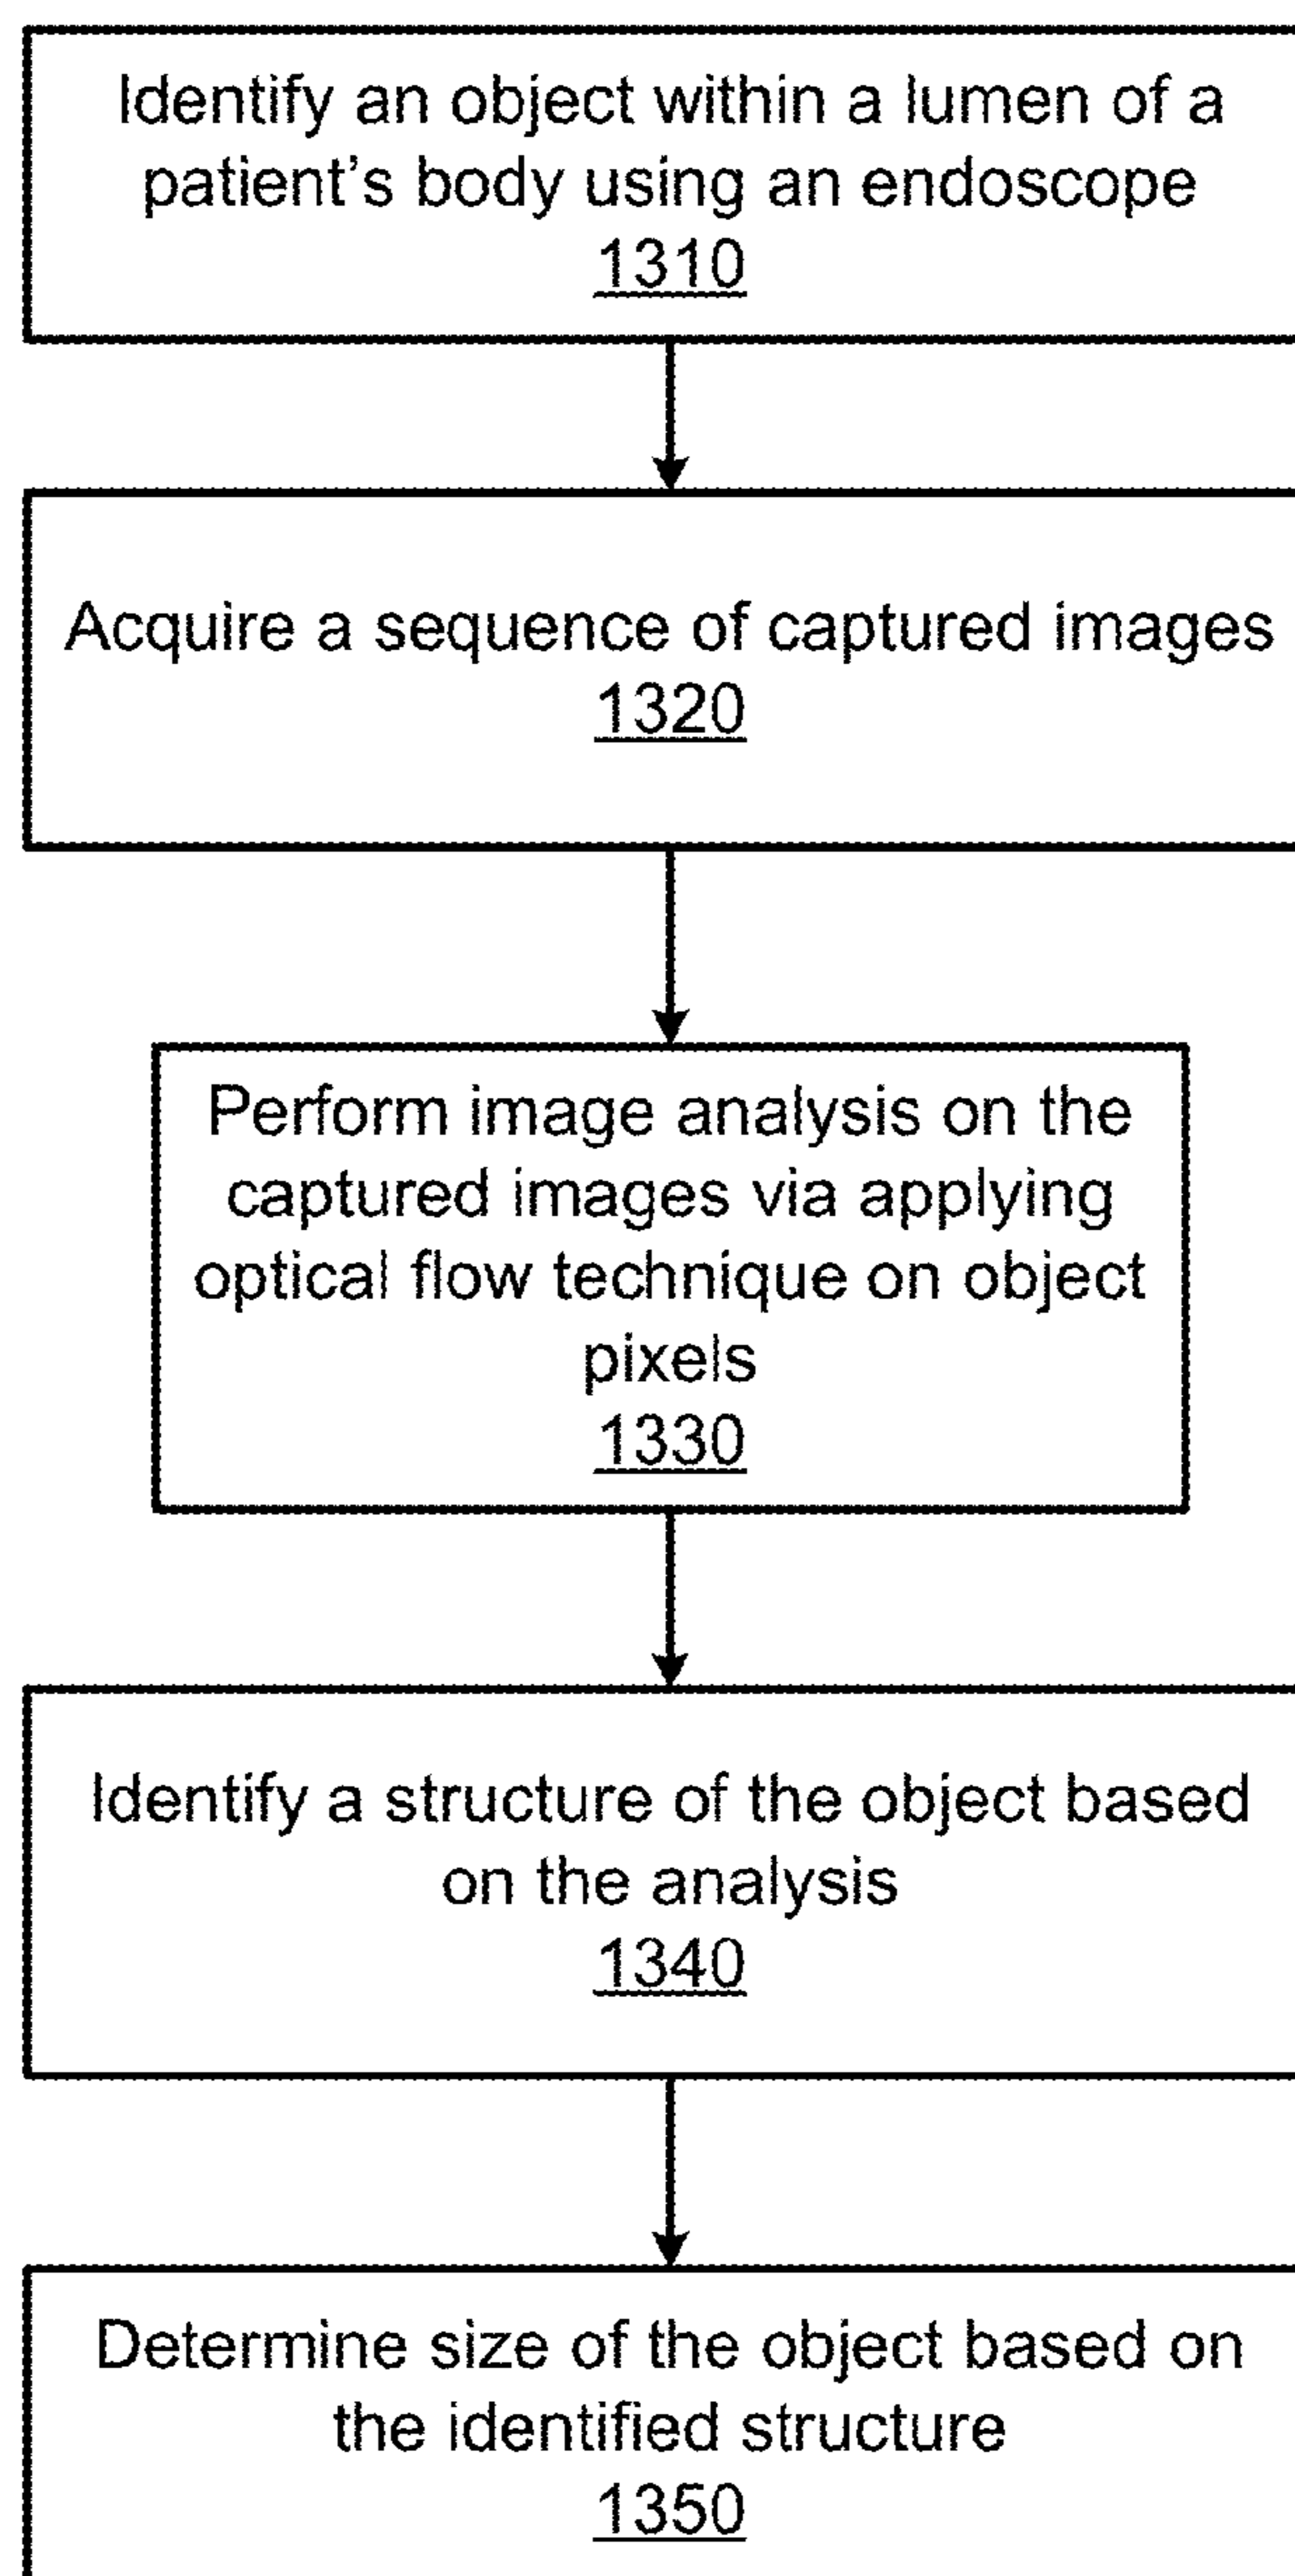 Identify an object within a lumen of a
patient’s body using an endoscope
1310
Acquire a sequence of captured images
1320
Perform image analysis on the
captured images via applying
optical flow technique on object
pixels
1330
Identify a structure of the object based
on the analysis
1340
Determine size of the object based on
the identified structure
1350